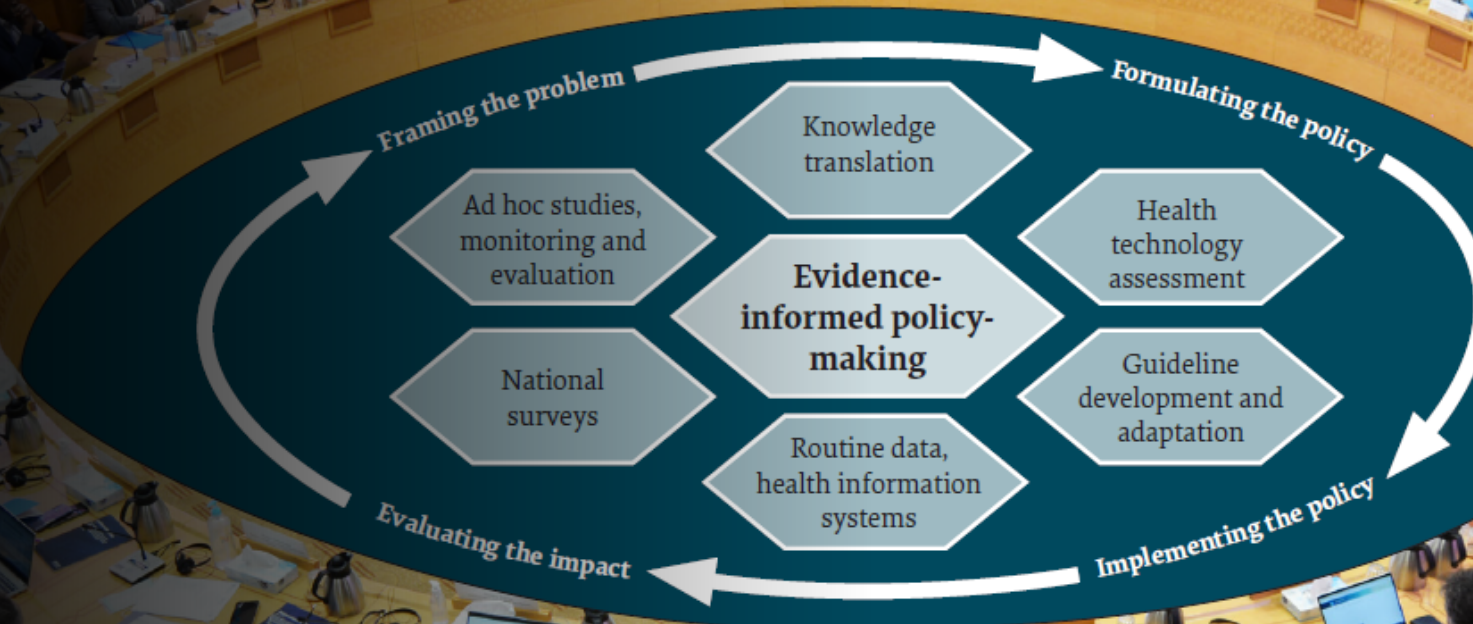 Framing the problem
Formulating the policy
Knowledge
translation
Ad hoc studies,
monitoring and
evaluation
Health
technology
assessment
Evidence-
informed policy-
making
National
surveys
Guideline
development and
adaptation
Routine data,
health information
systems
Evaluating the impact
Implementing the policy